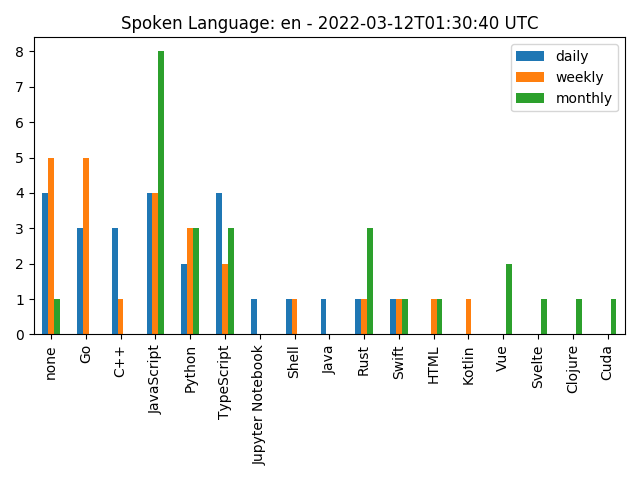 Spoken Language: en - 2022-03-12T01:30:40 UTC
daily
weekly
monthly
8
7
6
5
4
3
2
1
0
none
Go
C++
JavaScript
Python
TypeScript
Jupyter Notebook
Shell
Java
Rust
Swift
HTML
Kotlin
Vue
Svelte
Clojure
Cuda